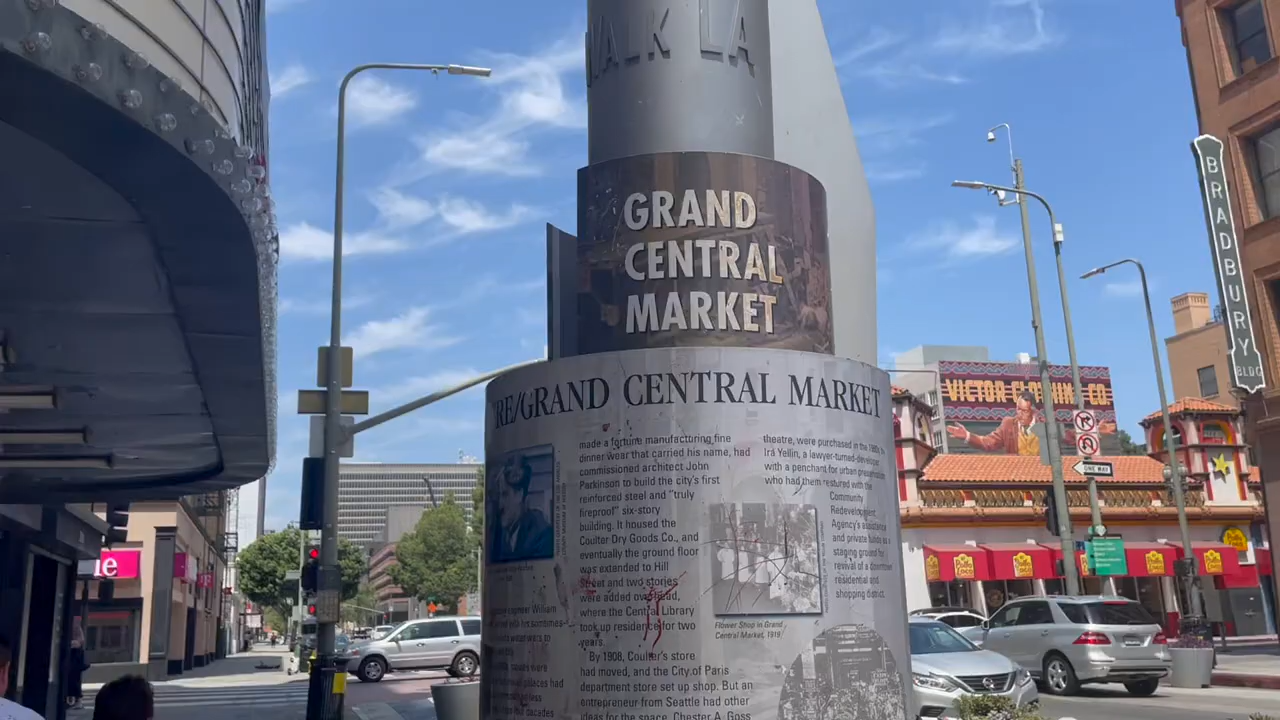 WALK LA
GRAND
CENTRAL
MARKET
RE/GRAND CENTRAL MARKET
made a fortune manufacturing fine
dinner wear that carried his name, had
commissioned architect John
Parkinson to build the city's first
reinforced steel and "truly
fireproof" six-story
building. It housed the
Coulter Dry Goods Co., and
eventually the ground floor
was extended to Hill
Street and two stories
were added overhead,
where the Central Library
took up residence for two
years.
By 1908, Coulter's store
had moved, and the City of Paris
department store set up shop. But an
entrepreneur from Seattle had other
ideas for the space. Chester A. Goss
theatre, were purchased in the 1980s by
Ira Yellin, a lawyer-turned-developer
with a penchant for urban preservation
who had them restored with the
Community
Redevelopment
Agency's assistance
and private funds as a
staging ground for
revival of a downtown
residential and
shopping district.
Flower Shop in Grand
Central Market, 1919
engineer William
BRADBURY
BLDG
VICTOR CLOTHING CO
ONE WAY